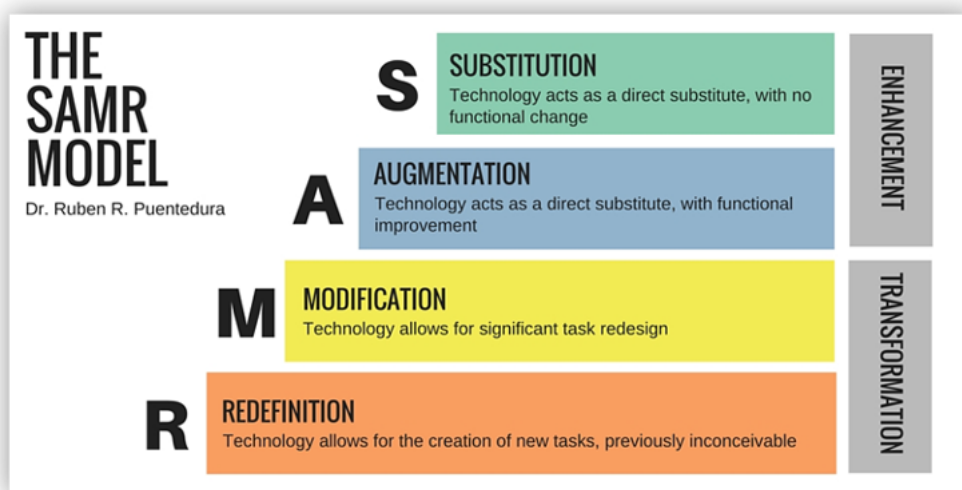 THE
SAMR
MODEL
Dr. Ruben R. Puentedura
S
SUBSTITUTION
Technology acts as a direct substitute, with no
functional change
A
AUGMENTATION
Technology acts as a direct substitute, with functional
improvement
ENHANCEMENT
M
MODIFICATION
Technology allows for significant task redesign
R
REDEFINITION
Technology allows for the creation of new tasks, previously inconceivable
TRANSFORMATION